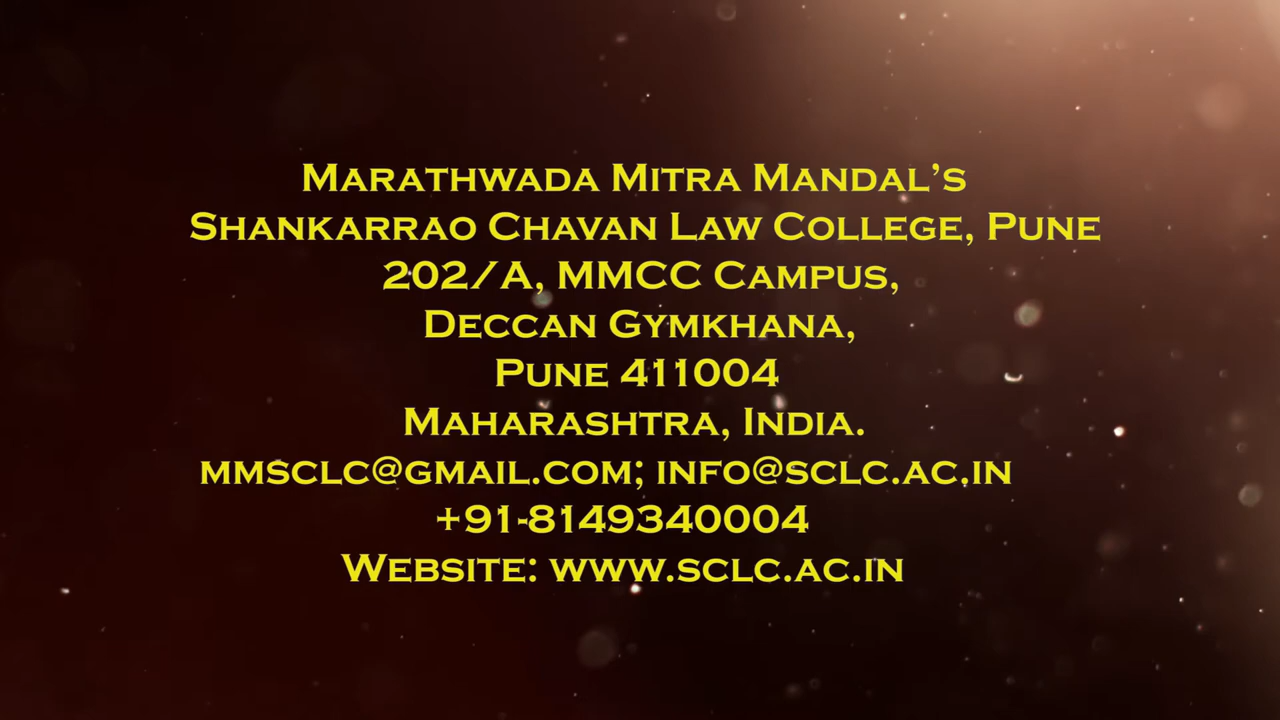 Marathwada Mitra Mandal’s
Shankarrao Chavan Law College, Pune
202/A, MMCC Campus,
Deccan Gymkhana,
Pune 411004
Maharashtra, India.
mmsclc@gmail.com; info@sclc.ac.in
+91-8149340004
Website: www.sclc.ac.in